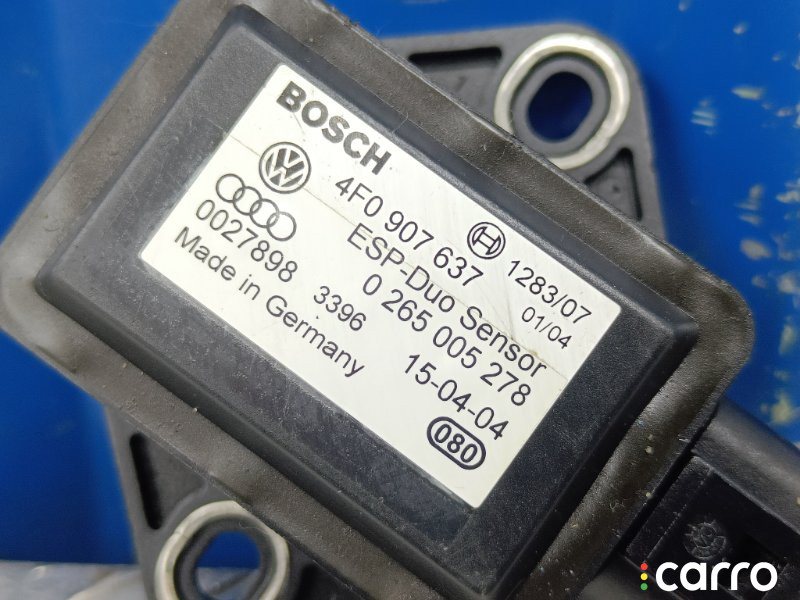 BOSCH
4F0 907 637
1283/07
ESP-Duo Sensor
01/04
0027898
0 265 005 278
3396
15-04-04
Made in Germany
080
carro